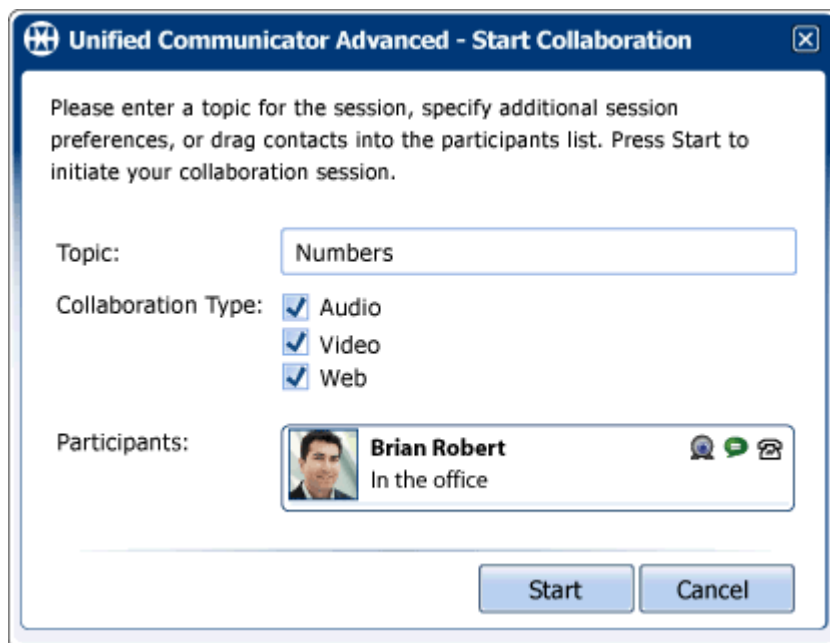 Unified Communicator Advanced - Start Collaboration
Please enter a topic for the session, specify additional session
preferences, or drag contacts into the participants list. Press Start to
initiate your collaboration session.
Topic:
Numbers
Collaboration Type:
Audio
Video
Web
Participants:
Brian Robert
In the office
Start
Cancel